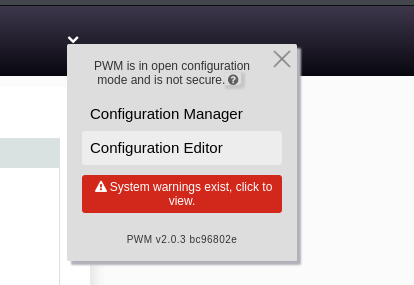 PWM is in open configuration
mode and is not secure.
Configuration Manager
Configuration Editor
System warnings exist, click to
view.
PWM v2.0.3 bc96802e